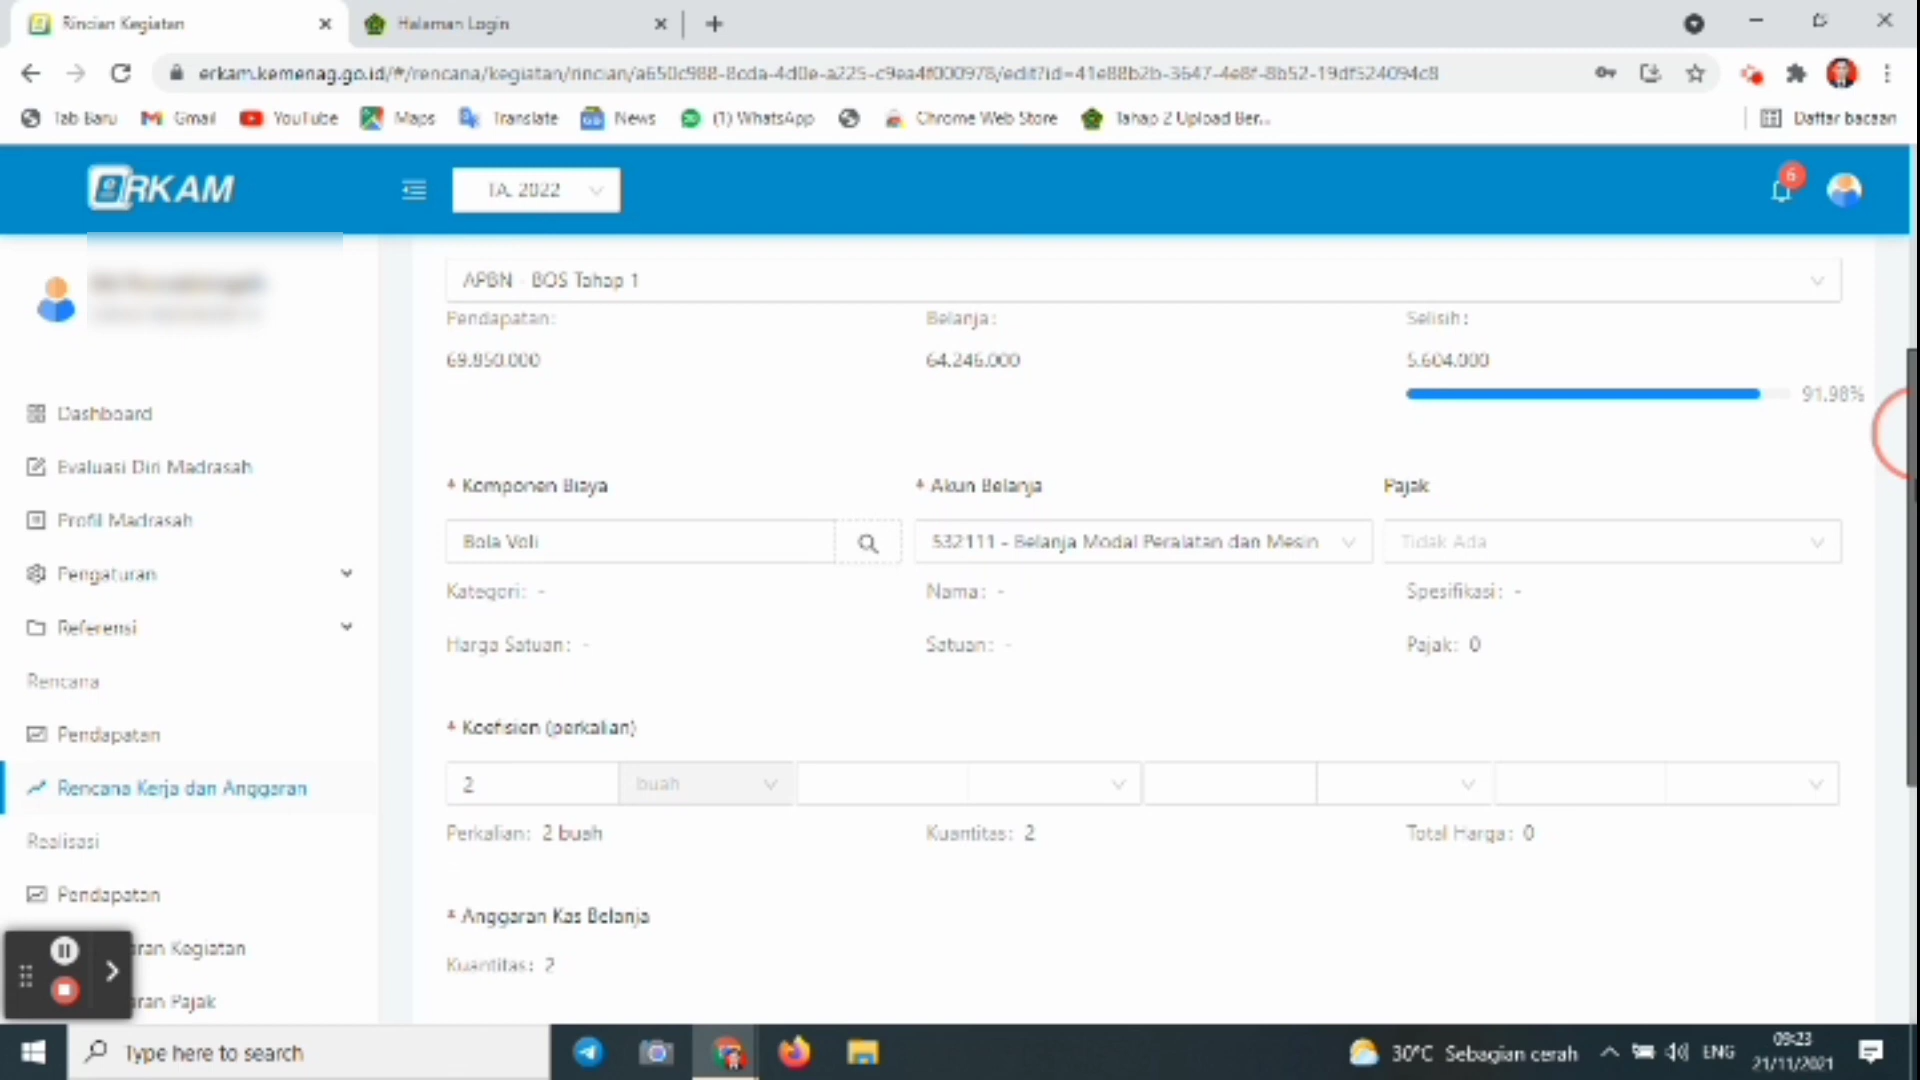 Rincian Kegiatan
Halaman Login
erkam.kemenag.go.id/#/rencana/kegiatan/rincian/a650c988-8cda-4d0e-a225-c9ea4f000978/edit?id=41e88b2b-3647-4e8f-8b52-19df524094c8
Tab Baru
Gmail
YouTube
Maps
Translate
News
(1) WhatsApp
Chrome Web Store
Tahap 2 Upload Ber...
Daftar bacaan
eRKAM
TA. 2022
6
APBN - BOS Tahap 1
Pendapatan:
Belanja:
Selisih:
69.850.000
64.246.000
5.604.000
91.98%
Dashboard
Evaluasi Diri Madrasah
Profil Madrasah
Pengaturan
Referensi
Rencana
Pendapatan
Rencana Kerja dan Anggaran
Realisasi
Pendapatan
aran Kegiatan
aran Pajak
* Komponen Biaya
* Akun Belanja
Pajak
Bola Voli
532111 - Belanja Modal Peralatan dan Mesin
Tidak Ada
Kategori: -
Nama: -
Spesifikasi: -
Harga Satuan: -
Satuan: -
Pajak: 0
* Koefisien (perkalian)
2
buah
Perkalian: 2 buah
Kuantitas: 2
Total Harga: 0
* Anggaran Kas Belanja
Kuantitas: 2
Type here to search
30°C Sebagian cerah
ENG
09:23
21/11/2021